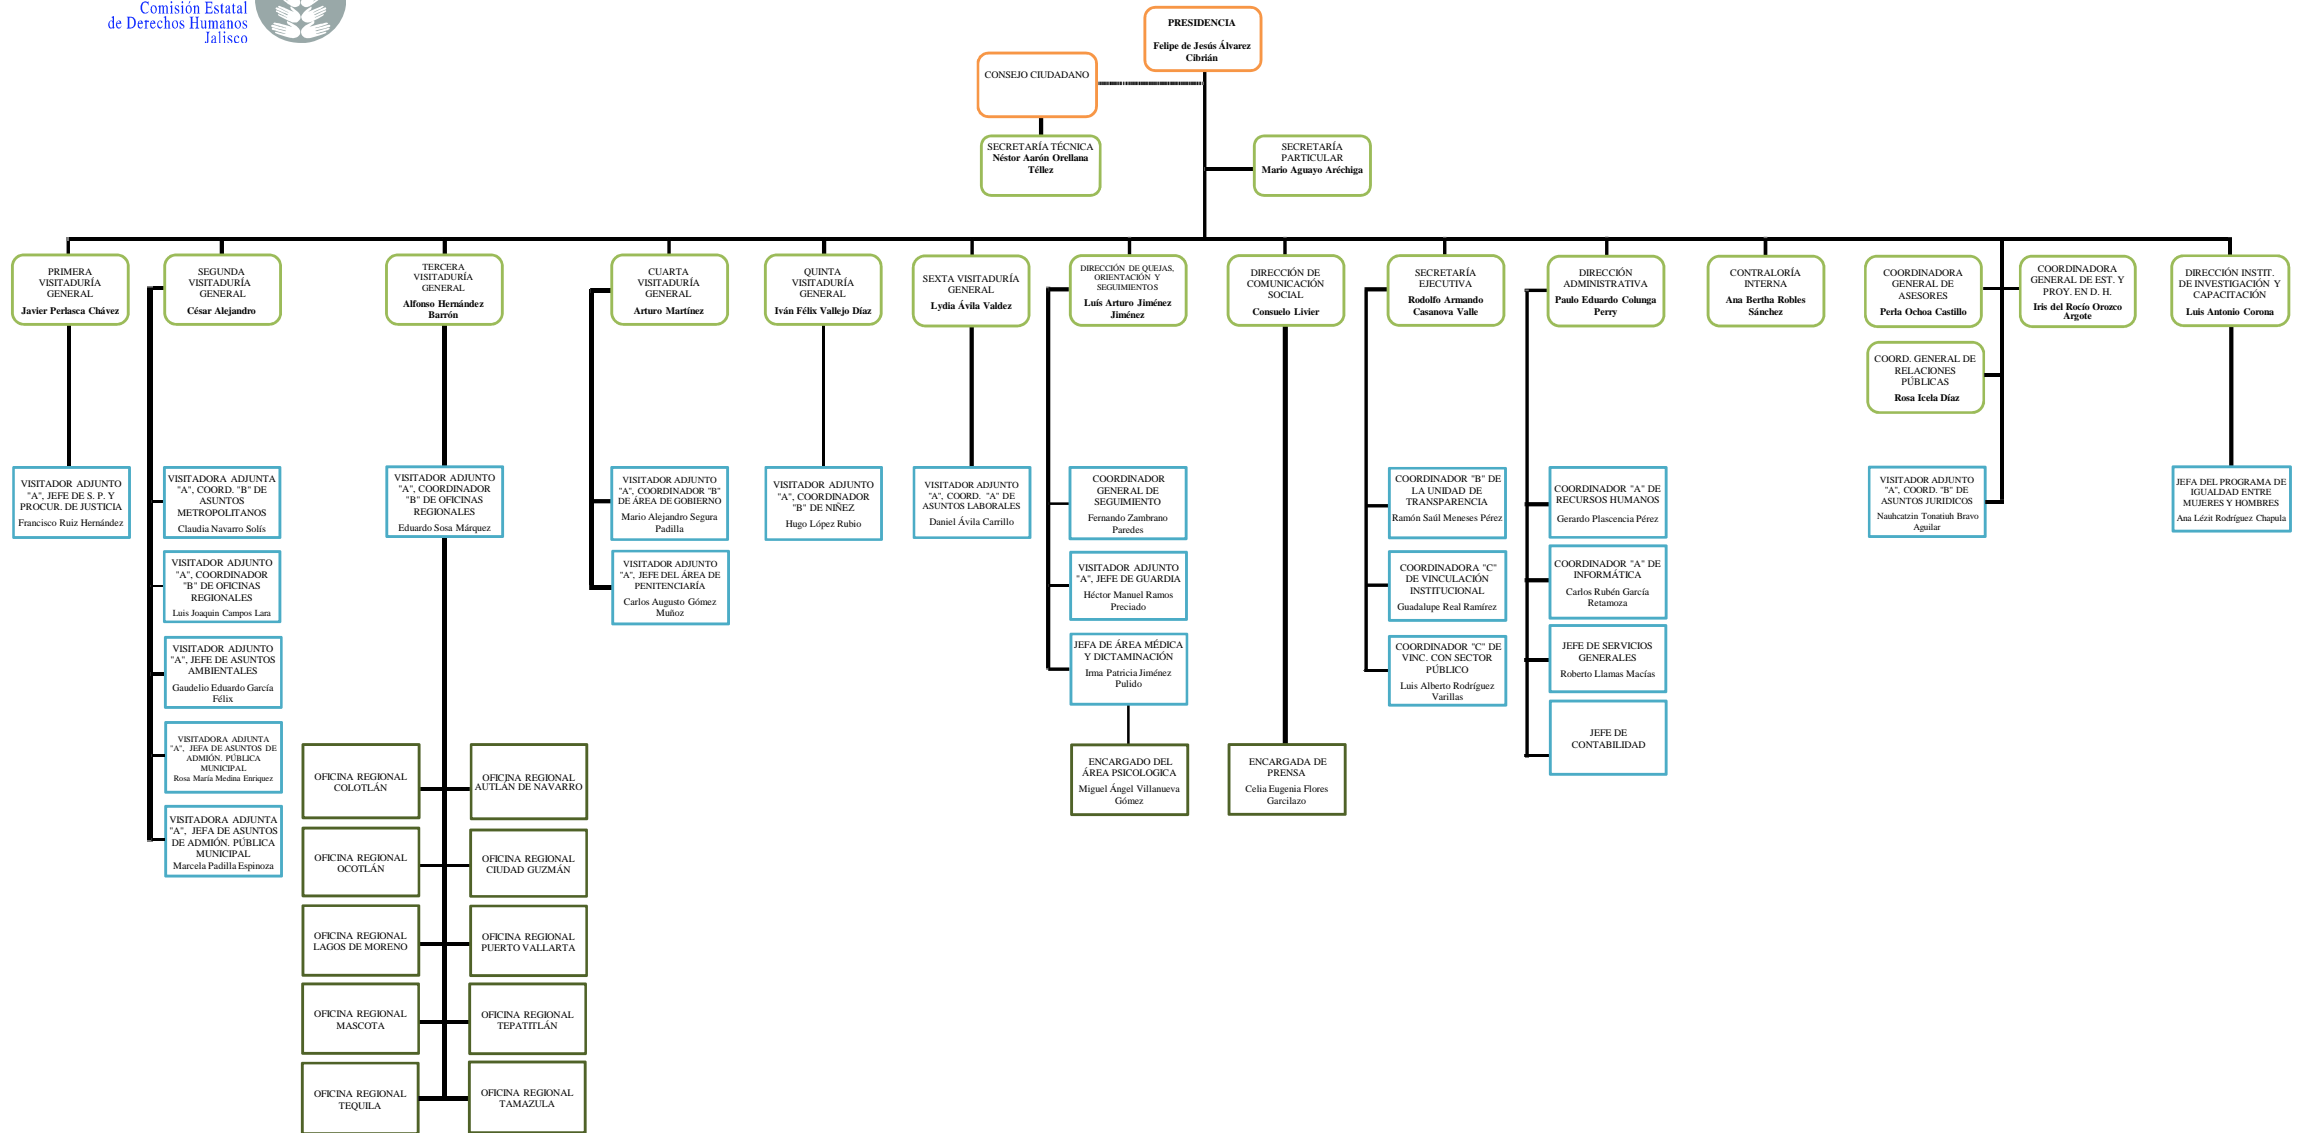 Comisión Estatal
de Derechos Humanos
Jalisco
PRESIDENCIA
Felipe de Jesús Álvarez
Cibrián
CONSEJO CIUDADANO
SECRETARÍA TÉCNICA
Néstor Aarón Orellana
Téllez
SECRETARÍA
PARTICULAR
Mario Aguayo Aréchiga
PRIMERA
VISITADURÍA
GENERAL
Javier Perlasca Chávez
SEGUNDA
VISITADURÍA
GENERAL
César Alejandro
TERCERA
VISITADURÍA
GENERAL
Alfonso Hernández
Barrón
CUARTA
VISITADURÍA
GENERAL
Arturo Martínez
QUINTA
VISITADURÍA
GENERAL
Iván Félix Vallejo Díaz
SEXTA VISITADURÍA
GENERAL
Lydia Ávila Valdez
DIRECCIÓN DE QUEJAS,
ORIENTACIÓN Y
SEGUIMIENTOS
Luís Arturo Jiménez
Jiménez
DIRECCIÓN DE
COMUNICACIÓN
SOCIAL
Consuelo Livier
SECRETARÍA
EJECUTIVA
Rodolfo Armando
Casanova Valle
DIRECCIÓN
ADMINISTRATIVA
Paulo Eduardo Colunga
Perry
CONTRALORÍA
INTERNA
Ana Bertha Robles
Sánchez
COORDINADORA
GENERAL DE
ASESORES
Perla Ochoa Castillo
COORDINADORA
GENERAL DE EST. Y
PROY. EN D. H.
Iris del Rocío Orozco
Argote
DIRECCIÓN INSTIT.
DE INVESTIGACIÓN Y
CAPACITACIÓN
Luis Antonio Corona
COORD. GENERAL DE
RELACIONES
PÚBLICAS
Rosa Icela Díaz
VISITADOR ADJUNTO
"A", JEFE DE S. P. Y
PROCUR. DE JUSTICIA
Francisco Ruiz Hernández
VISITADORA ADJUNTA
"A", COORD. "B" DE
ASUNTOS
METROPOLITANOS
Claudia Navarro Solís
VISITADOR ADJUNTO
"A", COORDINADOR
"B" DE OFICINAS
REGIONALES
Eduardo Sosa Márquez
VISITADOR ADJUNTO
"A", COORDINADOR "B"
DE ÁREA DE GOBIERNO
Mario Alejandro Segura
Padilla
VISITADOR ADJUNTO
"A", COORDINADOR
"B" DE NIÑEZ
Hugo López Rubio
VISITADOR ADJUNTO
"A", COORD. "A" DE
ASUNTOS LABORALES
Daniel Ávila Carrillo
COORDINADOR
GENERAL DE
SEGUIMIENTO
Fernando Zambrano
Paredes
COORDINADOR "B" DE
LA UNIDAD DE
TRANSPARENCIA
Ramón Saúl Meneses Pérez
COORDINADOR "A" DE
RECURSOS HUMANOS
Gerardo Plascencia Pérez
VISITADOR ADJUNTO
"A", COORD. "B" DE
ASUNTOS JURIDICOS
Nauhcatzin Tonatiuh Bravo
Aguilar
JEFA DEL PROGRAMA DE
IGUALDAD ENTRE
MUJERES Y HOMBRES
Ana Lézit Rodríguez Chapula
VISITADOR ADJUNTO
"A", COORDINADOR
"B" DE OFICINAS
REGIONALES
Luis Joaquin Campos Lara
VISITADOR ADJUNTO
"A", JEFE DEL ÁREA DE
PENITENCIARÍA
Carlos Augusto Gómez
Muñoz
VISITADOR ADJUNTO
"A", JEFE DE GUARDIA
Héctor Manuel Ramos
Preciado
COORDINADORA "C"
DE VINCULACIÓN
INSTITUCIONAL
Guadalupe Real Ramírez
COORDINADOR "A" DE
INFORMÁTICA
Carlos Rubén García
Retamoza
VISITADOR ADJUNTO
"A", JEFE DE ASUNTOS
AMBIENTALES
Gaudelio Eduardo García
Félix
JEFA DE ÁREA MÉDICA
Y DICTAMINACIÓN
Irma Patricia Jiménez
Pulido
COORDINADOR "C" DE
VINC. CON SECTOR
PÚBLICO
Luis Alberto Rodríguez
Varillas
JEFE DE SERVICIOS
GENERALES
Roberto Llamas Macías
VISITADORA ADJUNTA
"A", JEFA DE ASUNTOS DE
ADMIÓN. PÚBLICA
MUNICIPAL
Rosa María Medina Enriquez
JEFE DE
CONTABILIDAD
ENCARGADO DEL
ÁREA PSICOLOGICA
Miguel Ángel Villanueva
Gómez
ENCARGADA DE
PRENSA
Celia Eugenia Flores
Garcilazo
VISITADORA ADJUNTA
"A", JEFA DE ASUNTOS
DE ADMIÓN. PÚBLICA
MUNICIPAL
Marcela Padilla Espinoza
OFICINA REGIONAL
COLOTLÁN
OFICINA REGIONAL
AUTLÁN DE NAVARRO
OFICINA REGIONAL
OCOTLÁN
OFICINA REGIONAL
CIUDAD GUZMÁN
OFICINA REGIONAL
LAGOS DE MORENO
OFICINA REGIONAL
PUERTO VALLARTA
OFICINA REGIONAL
MASCOTA
OFICINA REGIONAL
TEPATITLÁN
OFICINA REGIONAL
TEQUILA
OFICINA REGIONAL
TAMAZULA